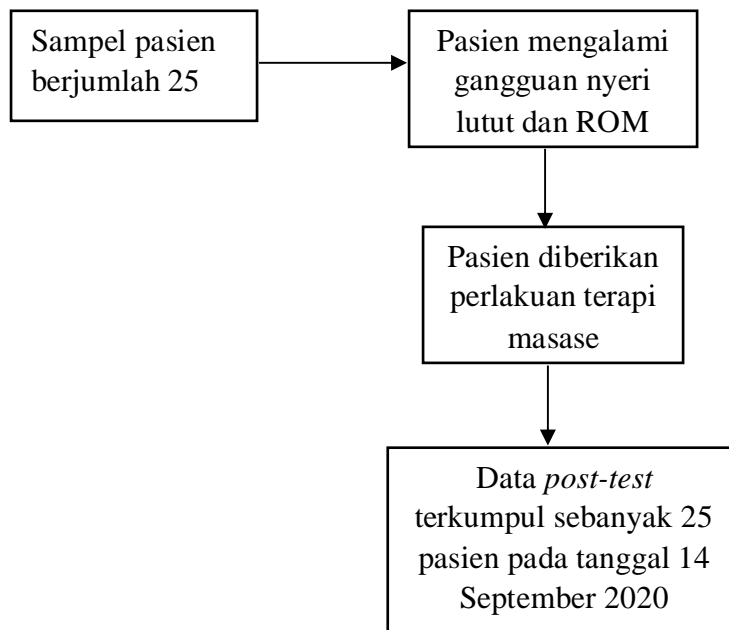 Sampel pasien
berjumlah 25
Pasien mengalami
gangguan nyeri
lutut dan ROM
Pasien diberikan
perlakuan terapi
masase
Data post-test
terkumpul sebanyak 25
pasien pada tanggal 14
September 2020